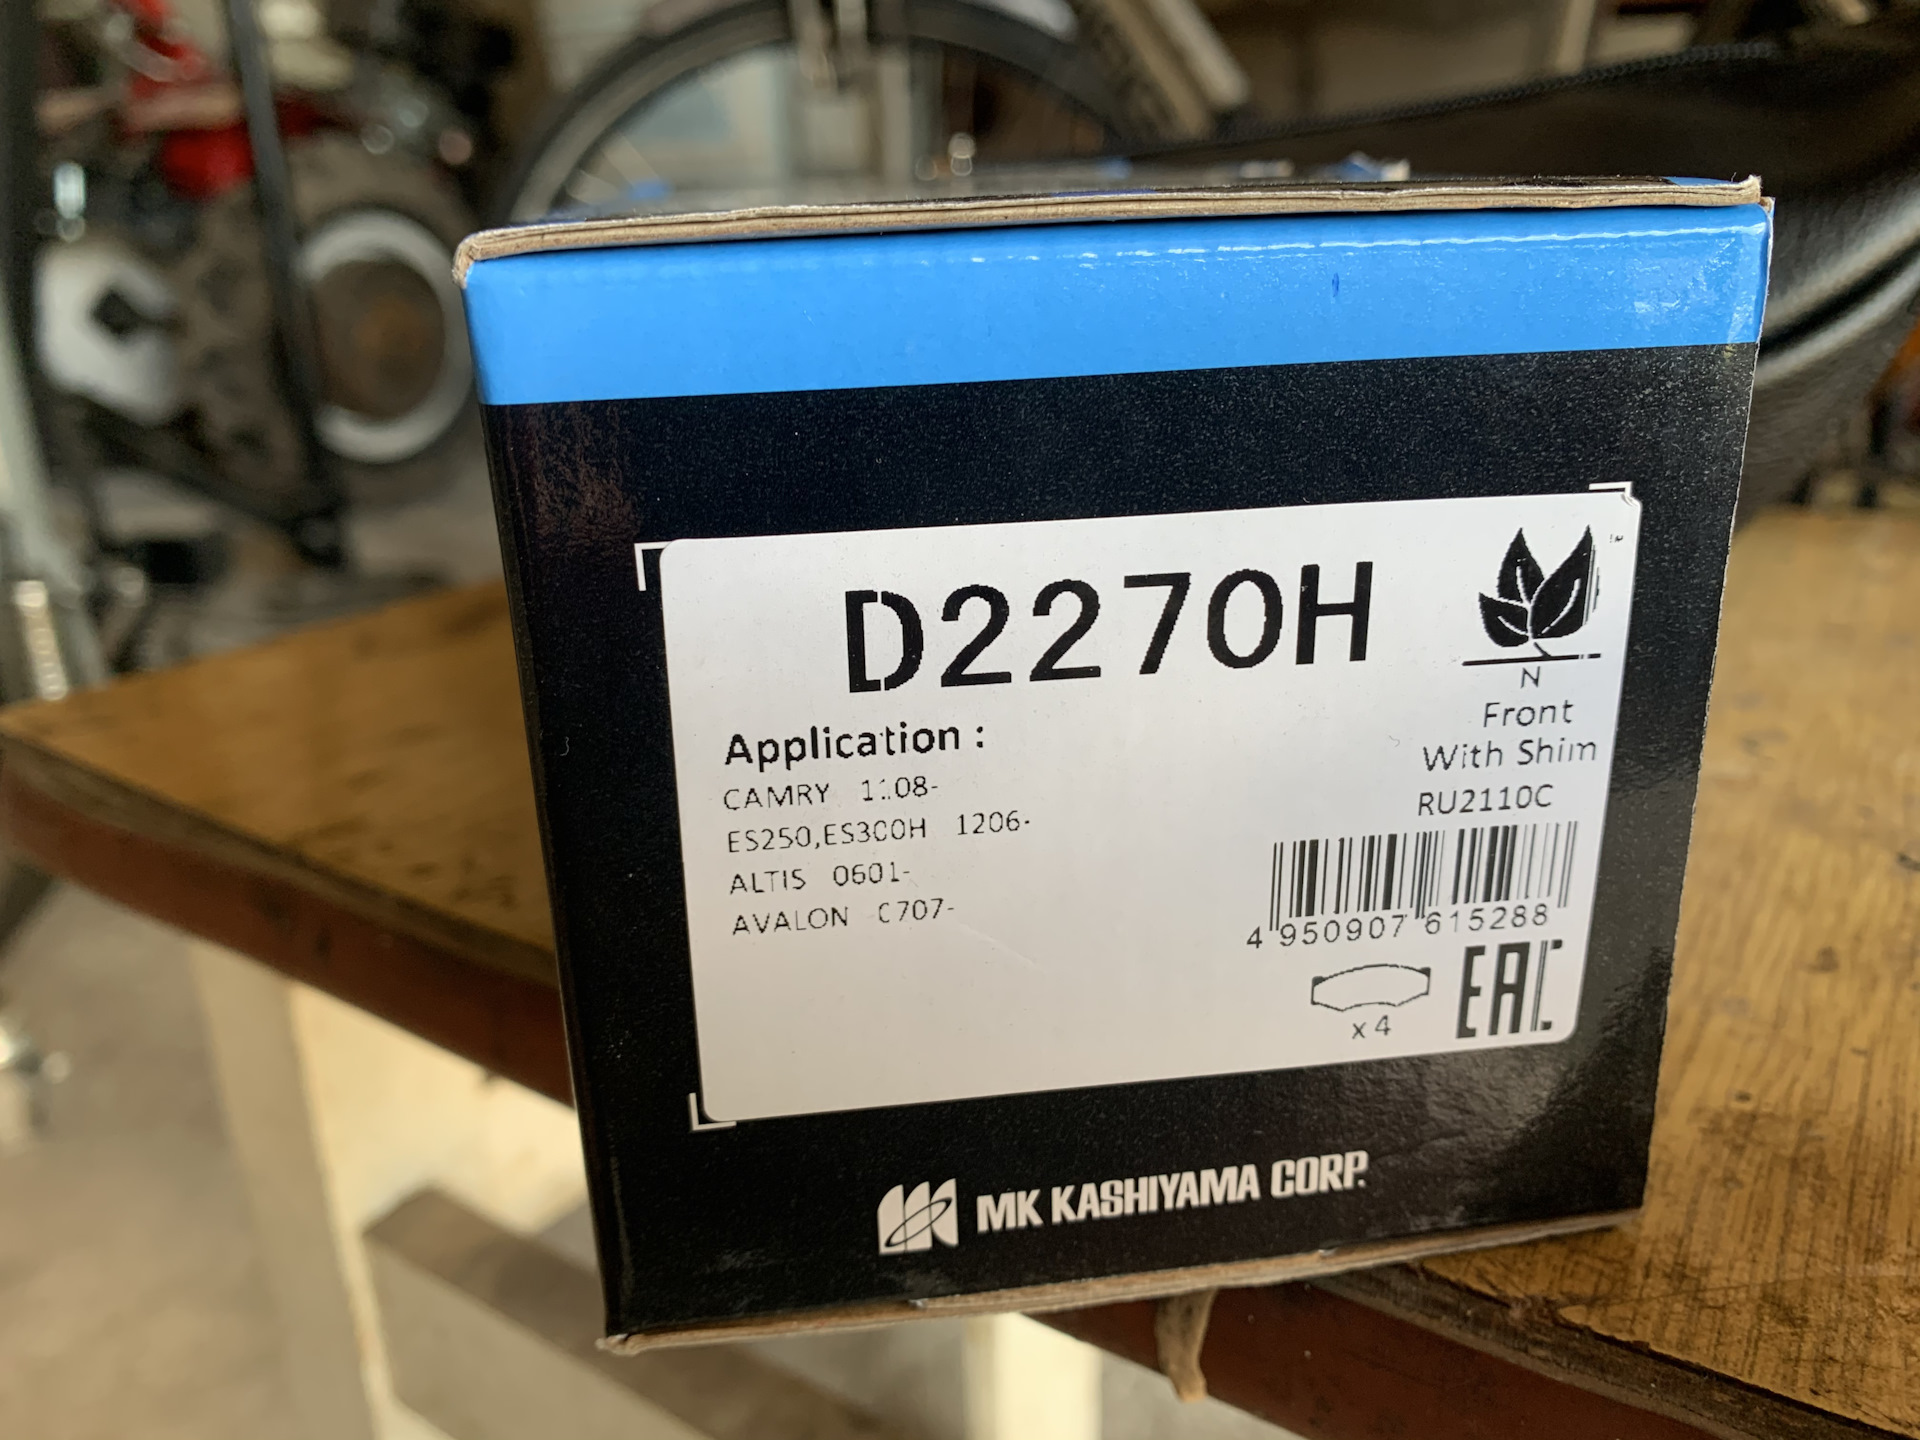 D2270H
N
Front
With Shim
RU2110C
Application :
CAMRY 1108-
ES250,ES300H 1206-
ALTIS 0601-
AVALON 0707-
4 950907 615288
x 4
EAC
MK KASHIYAMA CORP.